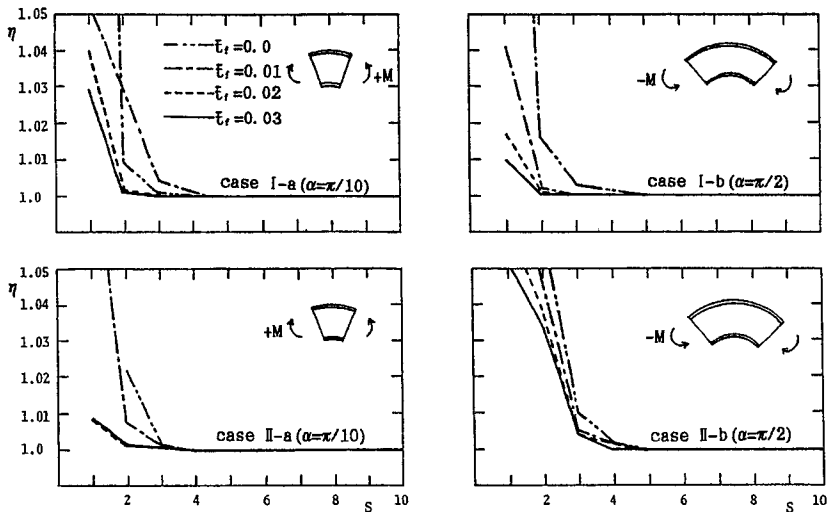 η
1.05
1.04
1.03
1.02
1.01
1.0
t̄f=0.0
t̄f=0.01
t̄f=0.02
t̄f=0.03
+M
case I-a(α=π/10)
-M
case I-b(α=π/2)
1.05
η
1.04
1.03
1.02
1.01
1.0
+M
case II-a(α=π/10)
2 4 6 8 S 10
-M
case II-b(α=π/2)
2 4 6 8 S 10